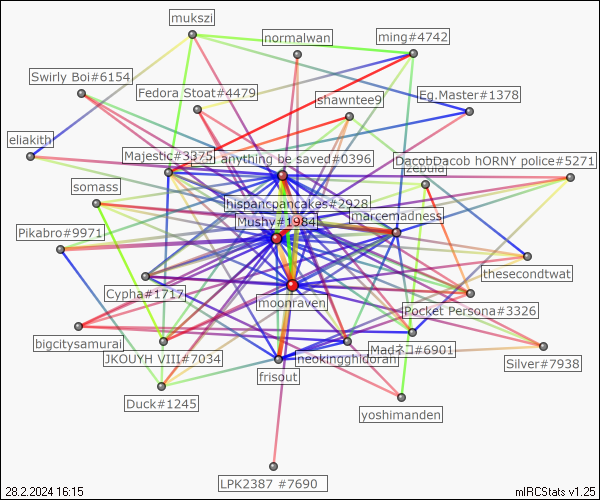 mukszi
normalwan
ming#4742
Swirly Boi#6154
Fedora Stoat#4479
shawntee9
Eg.Master#1378
eliakith
Majestic#3375
anything be saved#0396
DacobDacob hORNY police#5271
zebula
somass
hispanicpancakes#2928
Mushy#1984
marcemadness
Pikabro#9971
thesecondtwat
Cypha#1717
moonraven
Pocket Persona#3326
bigcitysamurai
JKOUYH VIII#7034
neokingghidorah
Madネコ#6901
Silver#7938
frisout
Duck#1245
yoshimanden
LPK2387 #7690
28.2.2024 16:15
mIRCStats v1.25